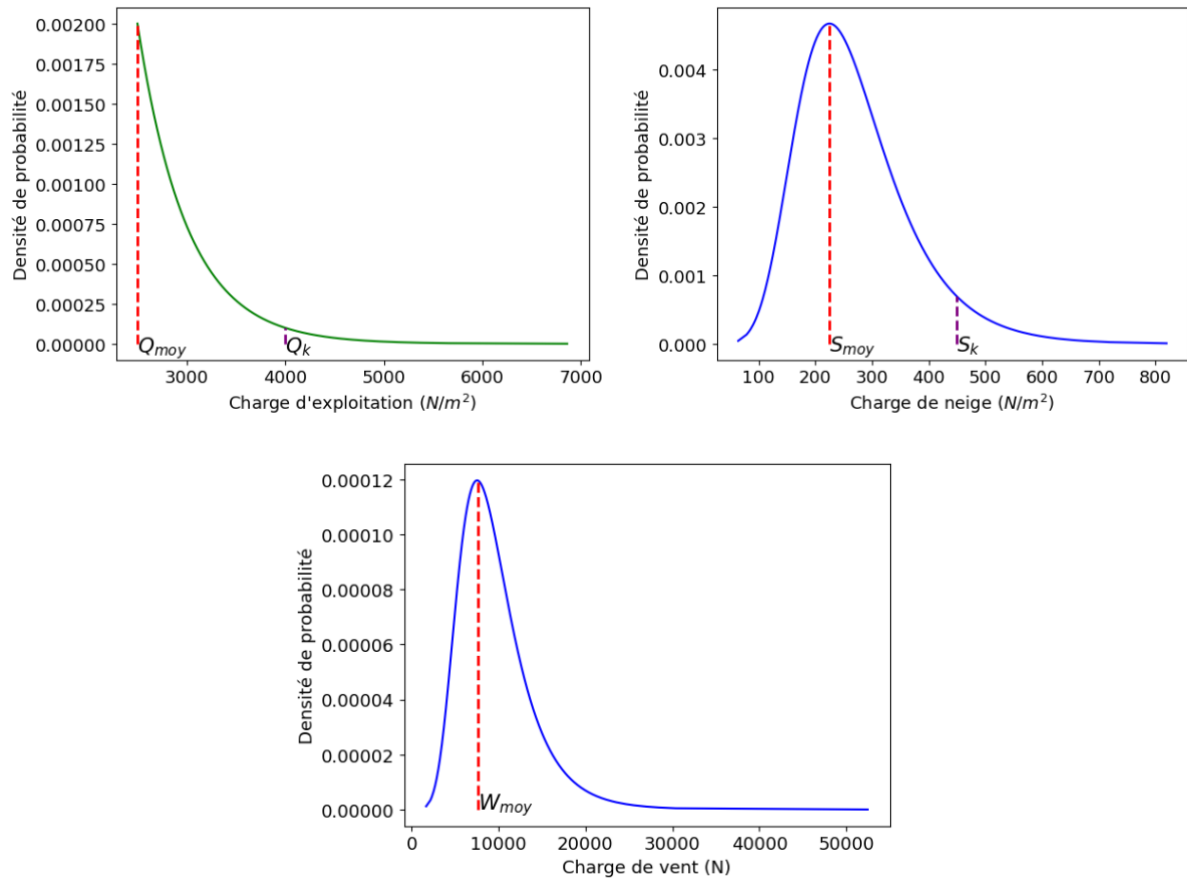 0.00200
0.00175
0.00150
0.00125
0.00100
0.00075
0.00050
0.00025
0.00000
Densité de probabilité
Q_moy
Q_k
3000 4000 5000 6000 7000
Charge d'exploitation (N/m²)
0.004
0.003
0.002
0.001
0.000
Densité de probabilité
S_moy
S_k
100 200 300 400 500 600 700 800
Charge de neige (N/m²)
0.00012
0.00010
0.00008
0.00006
0.00004
0.00002
0.00000
Densité de probabilité
W_moy
0 10000 20000 30000 40000 50000
Charge de vent (N)